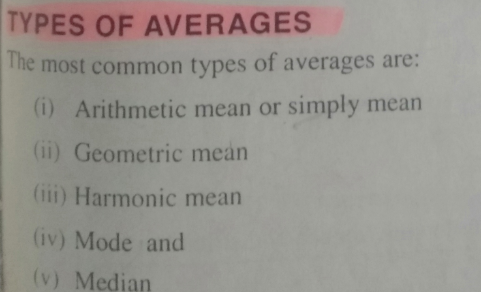 TYPES OF AVERAGES
The most common types of averages are:
(i) Arithmetic mean or simply mean
(ii) Geometric mean
(iii) Harmonic mean
(iv) Mode and
(v) Median